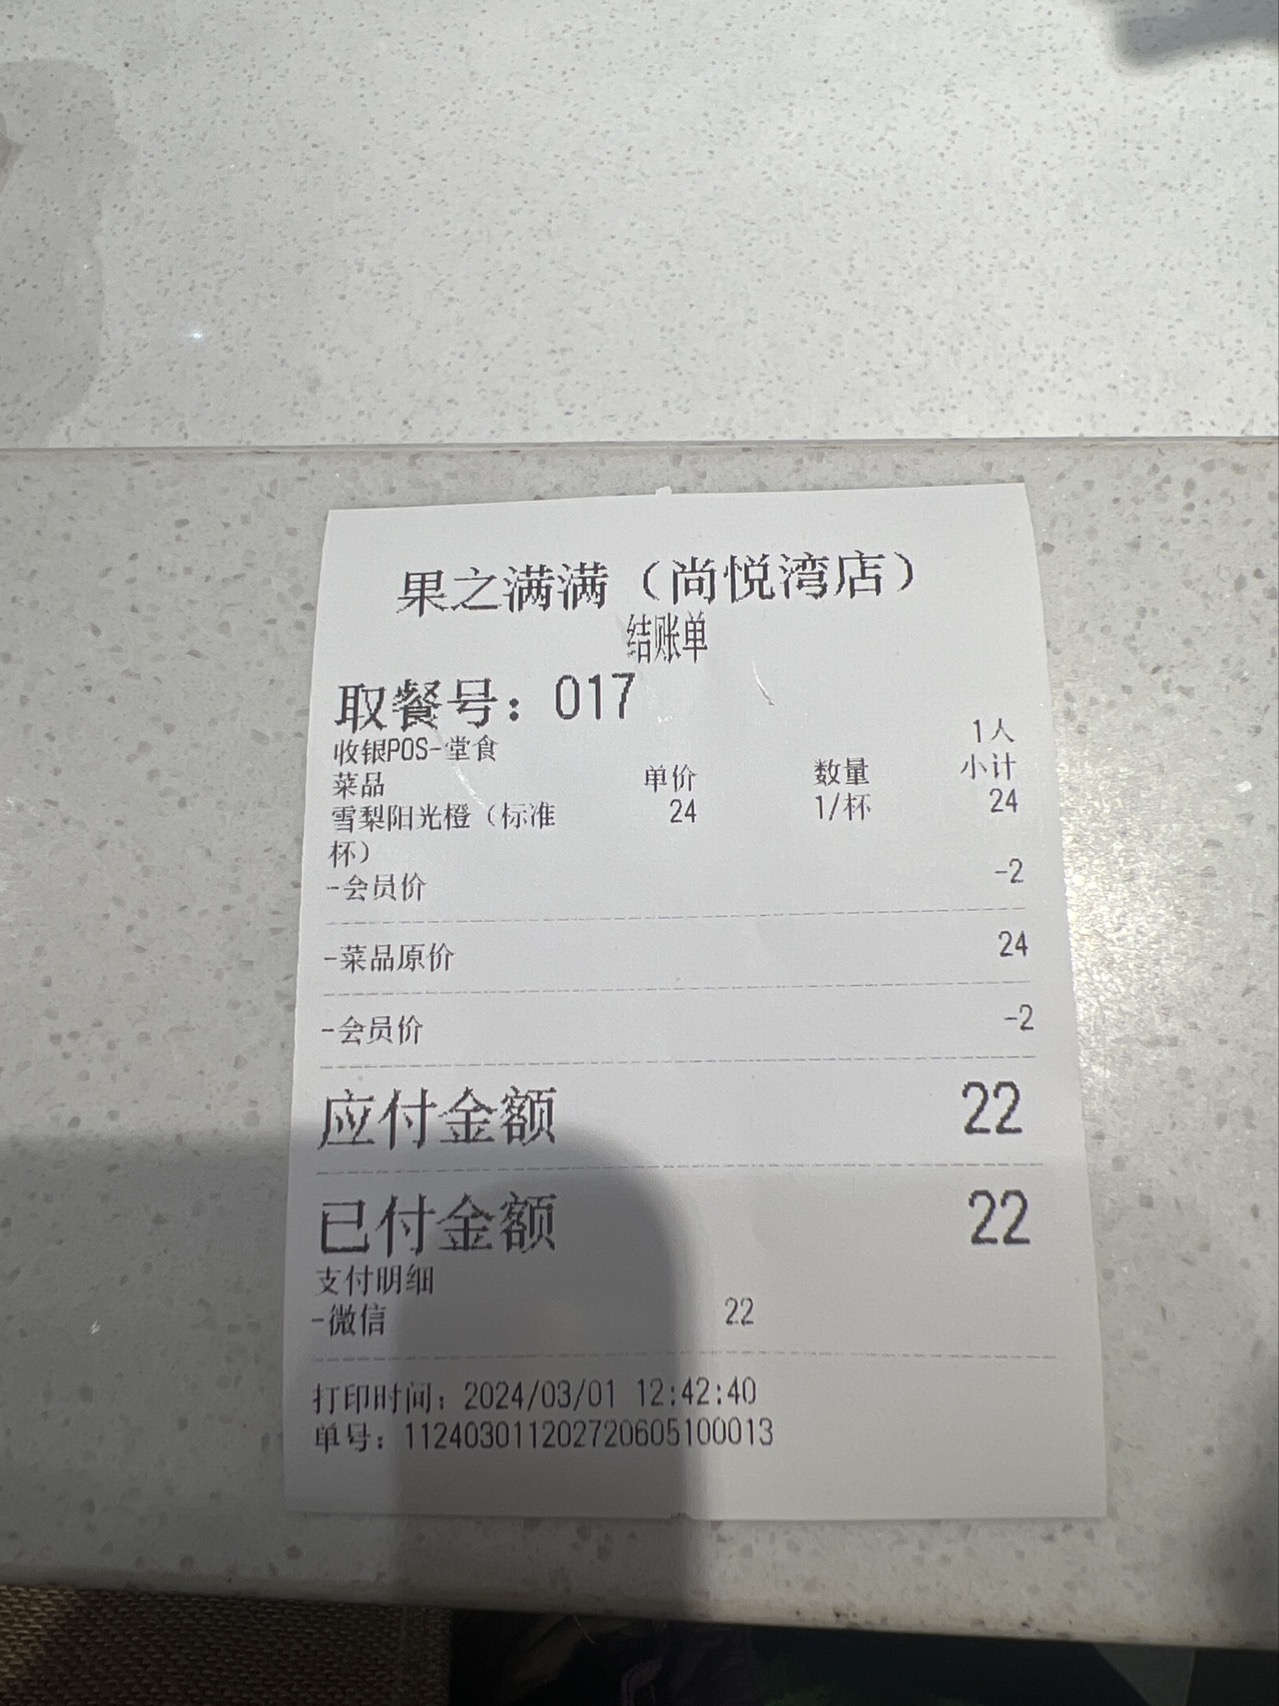 果之满满（尚悦湾店）
结账单
取餐号：017
收银POS-堂食 1人
菜品 单价 数量 小计
雪梨阳光橙（标准 24 1/杯 24
杯）
-会员价 -2
-菜品原价 24
-会员价 -2
应付金额 22
已付金额 22
支付明细
-微信 22
打印时间：2024/03/01 12:42:40
单号：112403011202720605100013